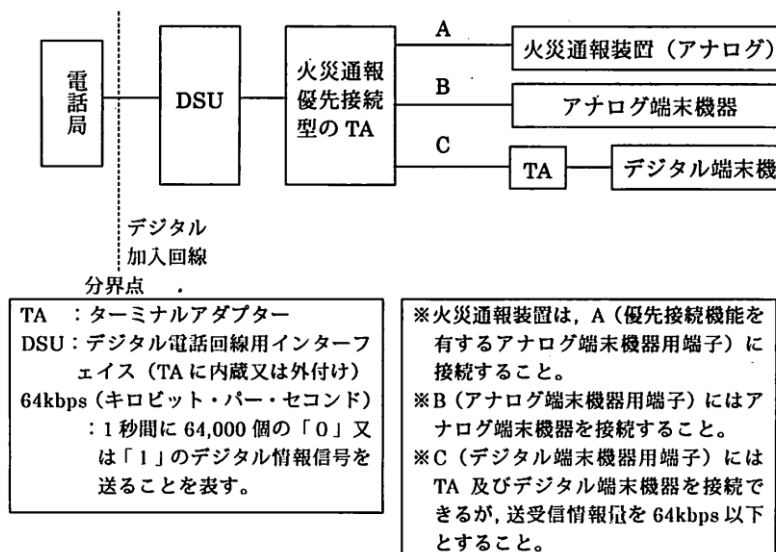 電話局
DSU
火災通報
優先接続
型の TA
A
火災通報装置（アナログ）
B
アナログ端末機器
C
TA
デジタル端末機
デジタル
加入回線
分界点
TA ：ターミナルアダプター
DSU：デジタル電話回線用インターフ
ェイス（TA に内蔵又は外付け）
64kbps（キロビット・パー・セコンド）
：1 秒間に 64,000 個の「0」又
は「1」のデジタル情報信号を
送ることを表す。
※火災通報装置は，A（優先接続機能を
有するアナログ端末機器用端子）に
接続すること。
※B（アナログ端末機器用端子）にはア
ナログ端末機器を接続すること。
※C（デジタル端末機器用端子）には
TA 及びデジタル端末機器を接続で
きるが，送受信情報量を 64kbps 以下
とすること。